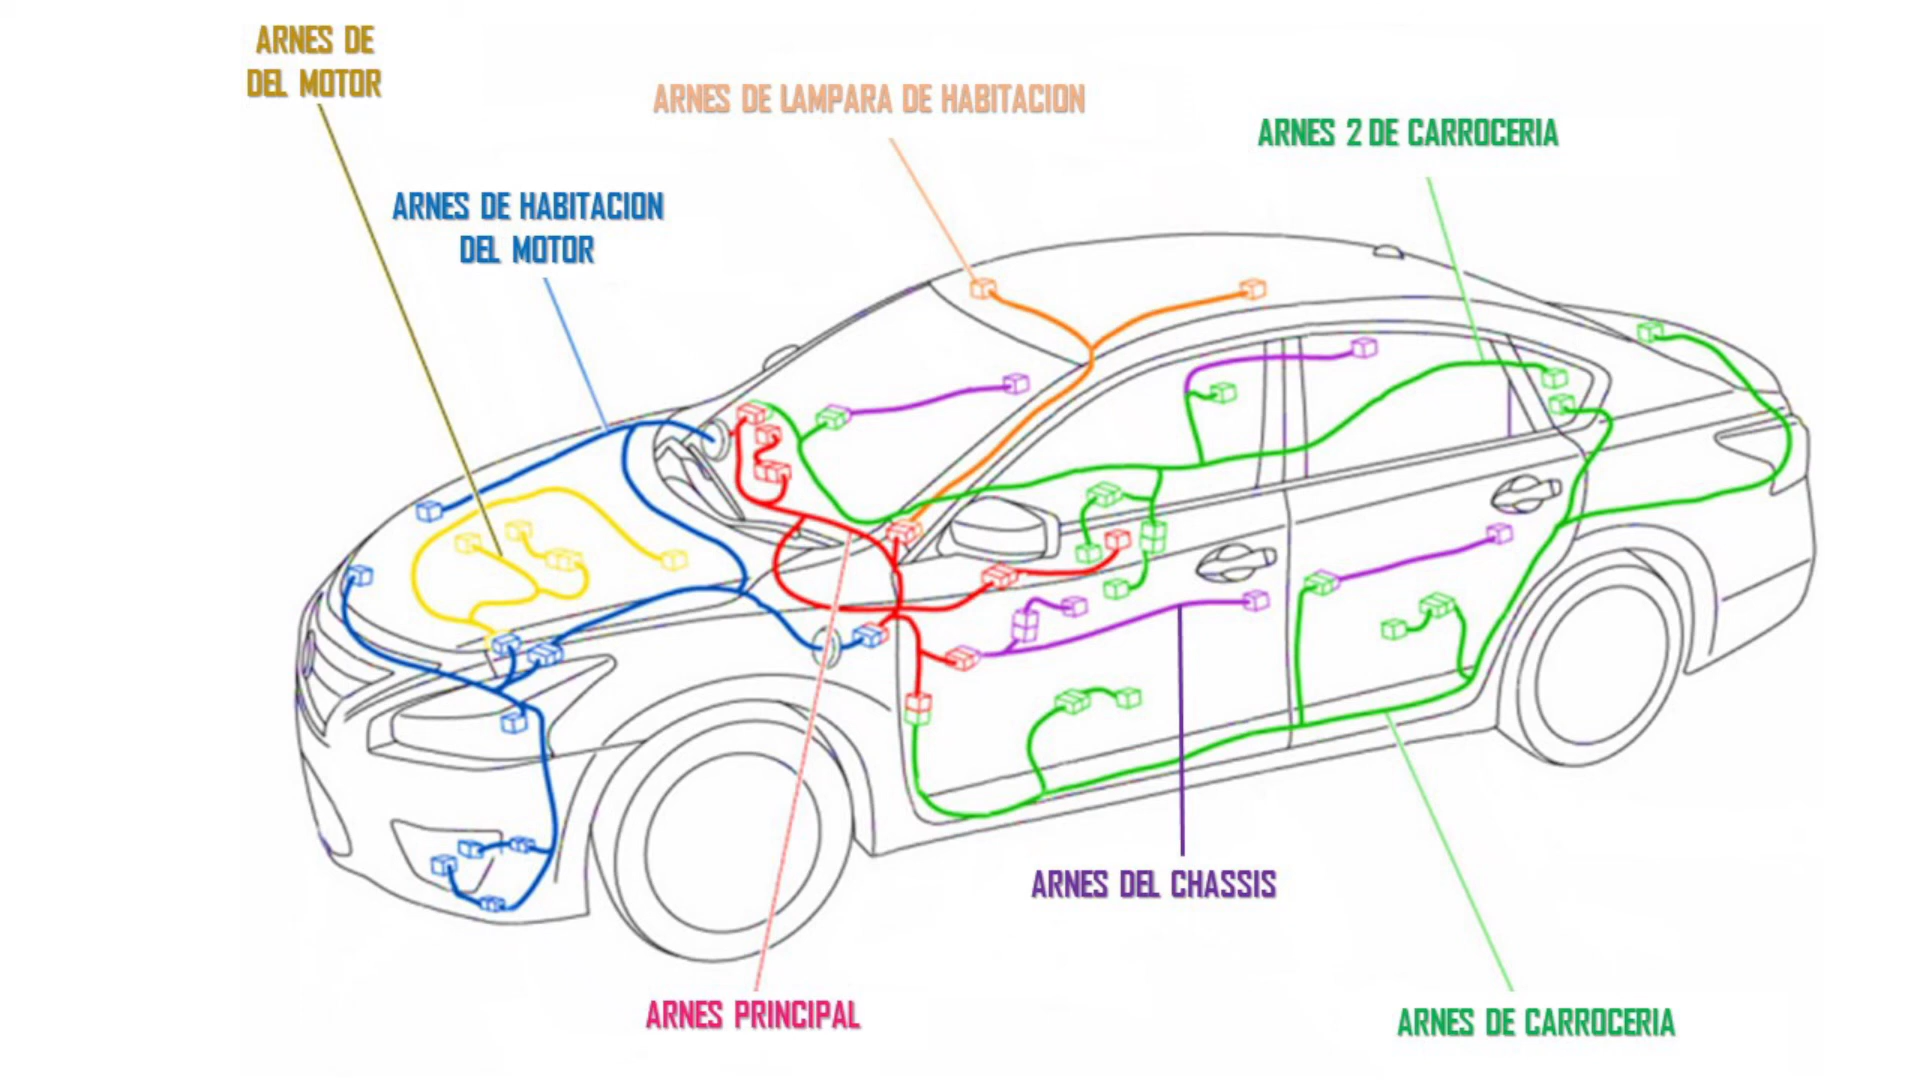 ARNES DE
DEL MOTOR
ARNES DE LAMPARA DE HABITACION
ARNES 2 DE CARROCERIA
ARNES DE HABITACION
DEL MOTOR
ARNES DEL CHASSIS
ARNES PRINCIPAL
ARNES DE CARROCERIA